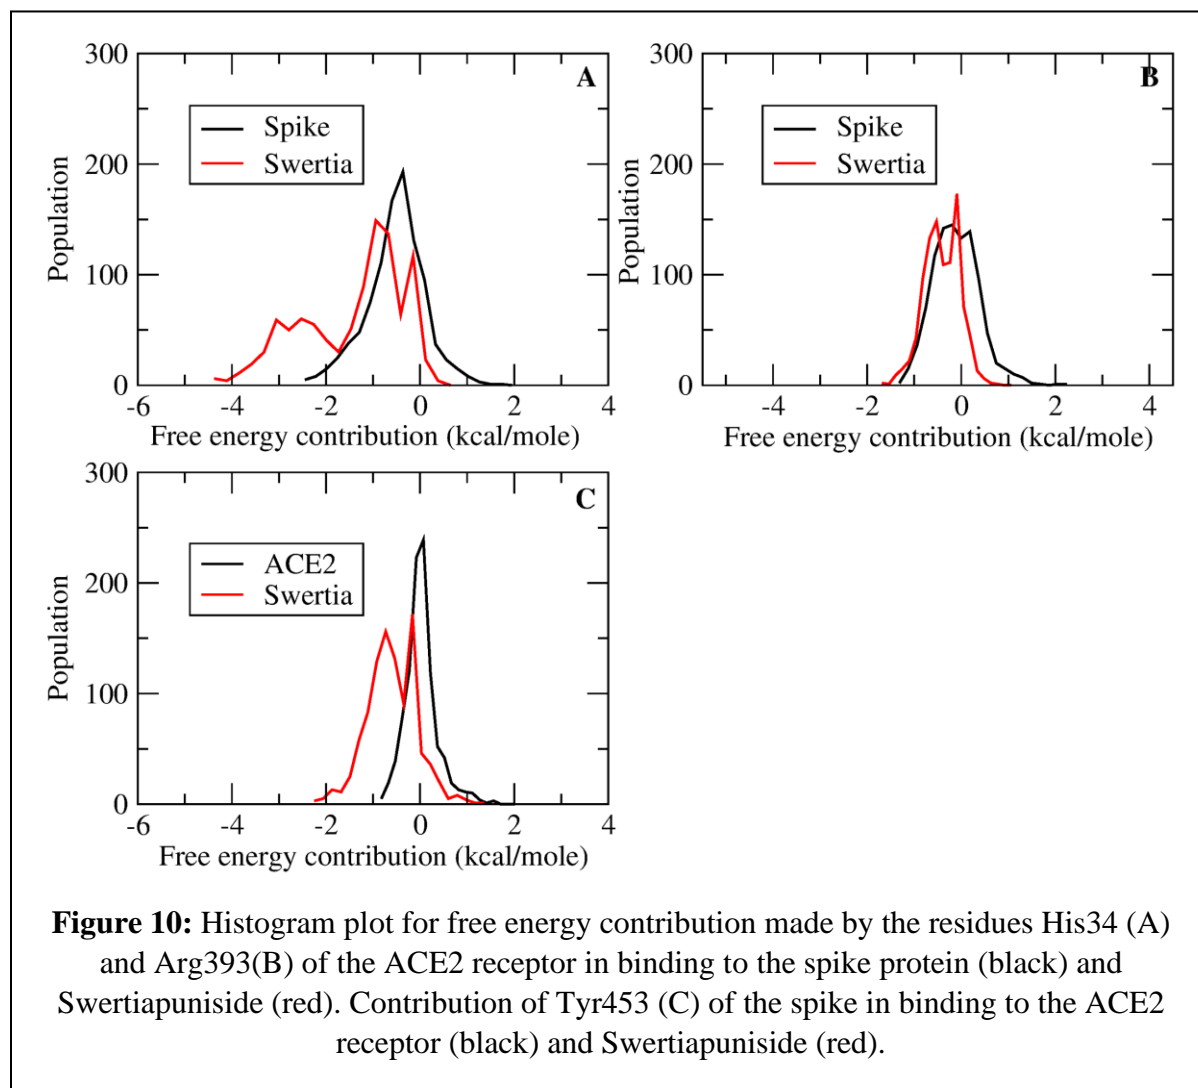 300
A
Spike
Swertia
200
Population
100
0
-6
-4
-2
0
2
4
Free energy contribution (kcal/mole)
300
B
Spike
Swertia
200
Population
100
0
-4
-2
0
2
4
Free energy contribution (kcal/mole)
300
C
ACE2
Swertia
200
Population
100
0
-6
-4
-2
0
2
4
Free energy contribution (kcal/mole)
Figure 10: Histogram plot for free energy contribution made by the residues His34 (A)
and Arg393(B) of the ACE2 receptor in binding to the spike protein (black) and
Swertiapuniside (red). Contribution of Tyr453 (C) of the spike in binding to the ACE2
receptor (black) and Swertiapuniside (red).